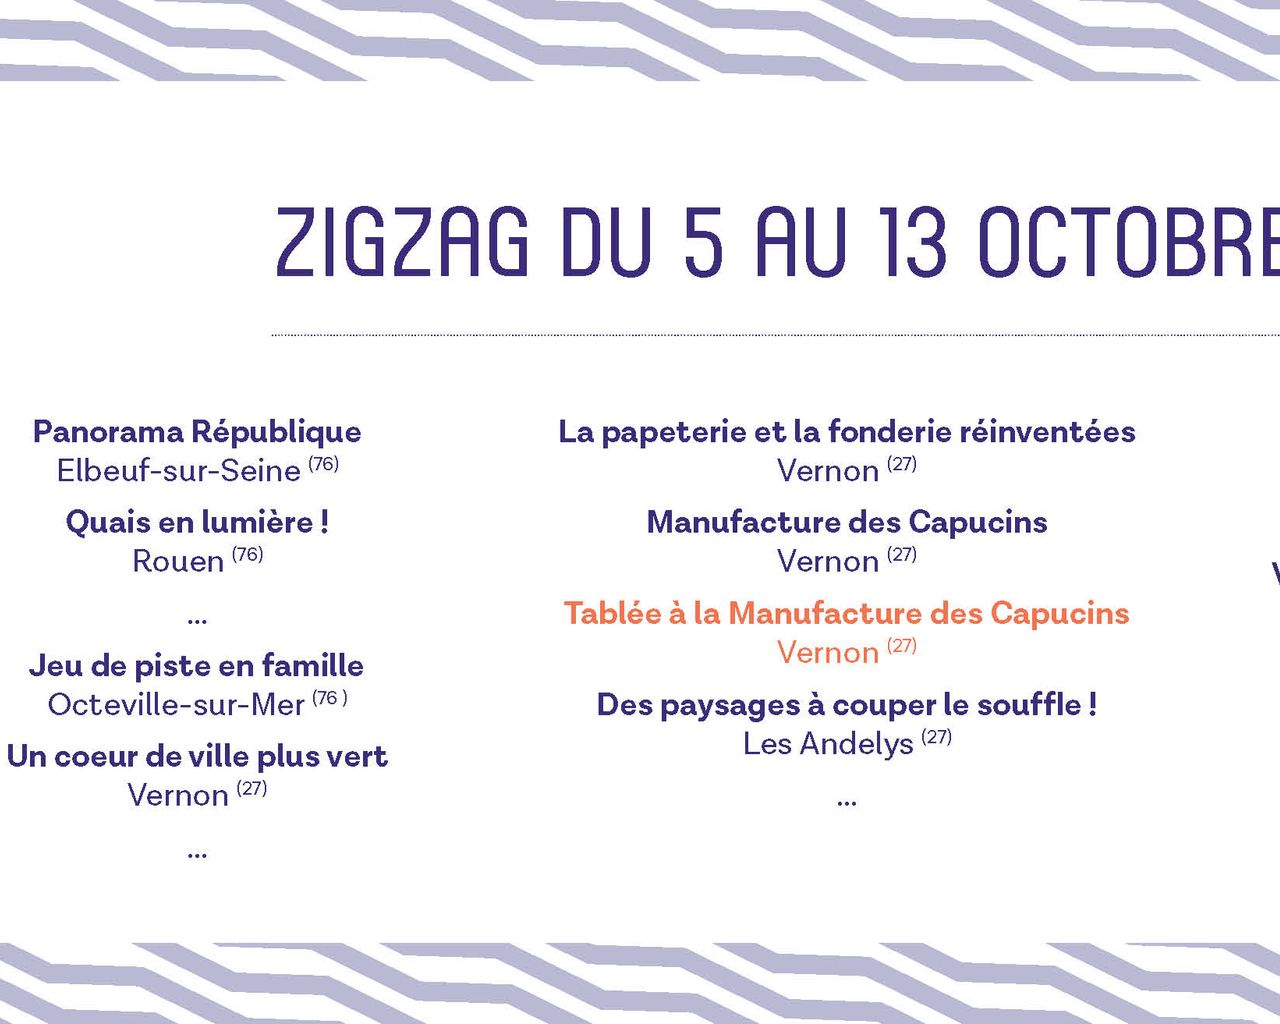 ZIGZAG DU 5 AU 13 OCTOBRE
Panorama République
Elbeuf-sur-Seine (76)
Quais en lumière !
Rouen (76)
...
Jeu de piste en famille
Octeville-sur-Mer (76 )
Un coeur de ville plus vert
Vernon (27)
...
La papeterie et la fonderie réinventées
Vernon (27)
Manufacture des Capucins
Vernon (27)
Tablée à la Manufacture des Capucins
Vernon (27)
Des paysages à couper le souffle !
Les Andelys (27)
...